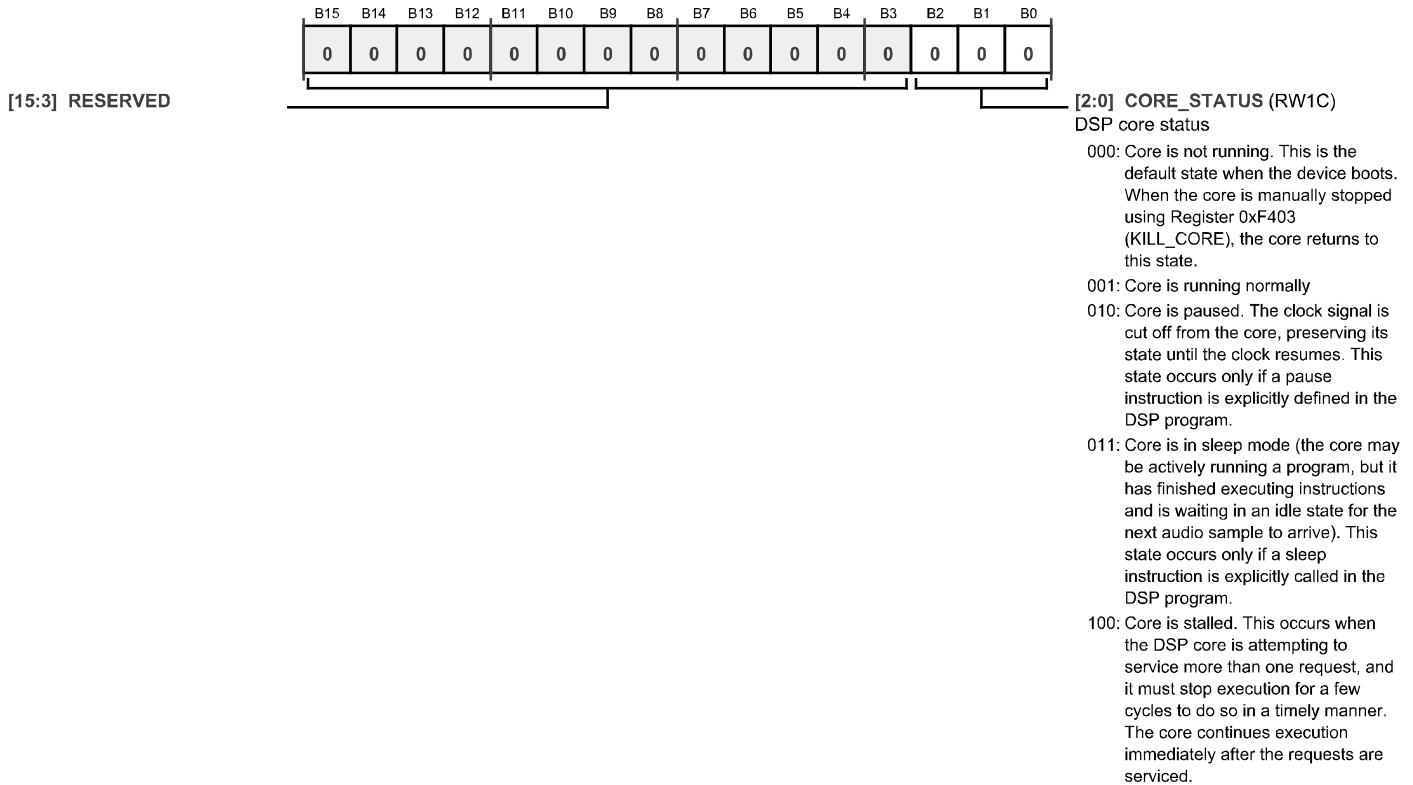 B15 B14 B13 B12 B11 B10 B9 B8 B7 B6 B5 B4 B3 B2 B1 B0
0 0 0 0 0 0 0 0 0 0 0 0 0 0 0 0
[15:3] RESERVED
[2:0] CORE_STATUS (RW1C)
DSP core status
000: Core is not running. This is the
default state when the device boots.
When the core is manually stopped
using Register 0xF403
(KILL_CORE), the core returns to
this state.
001: Core is running normally
010: Core is paused. The clock signal is
cut off from the core, preserving its
state until the clock resumes. This
state occurs only if a pause
instruction is explicitly defined in the
DSP program.
011: Core is in sleep mode (the core may
be actively running a program, but it
has finished executing instructions
and is waiting in an idle state for the
next audio sample to arrive). This
state occurs only if a sleep
instruction is explicitly called in the
DSP program.
100: Core is stalled. This occurs when
the DSP core is attempting to
service more than one request, and
it must stop execution for a few
cycles to do so in a timely manner.
The core continues execution
immediately after the requests are
serviced.